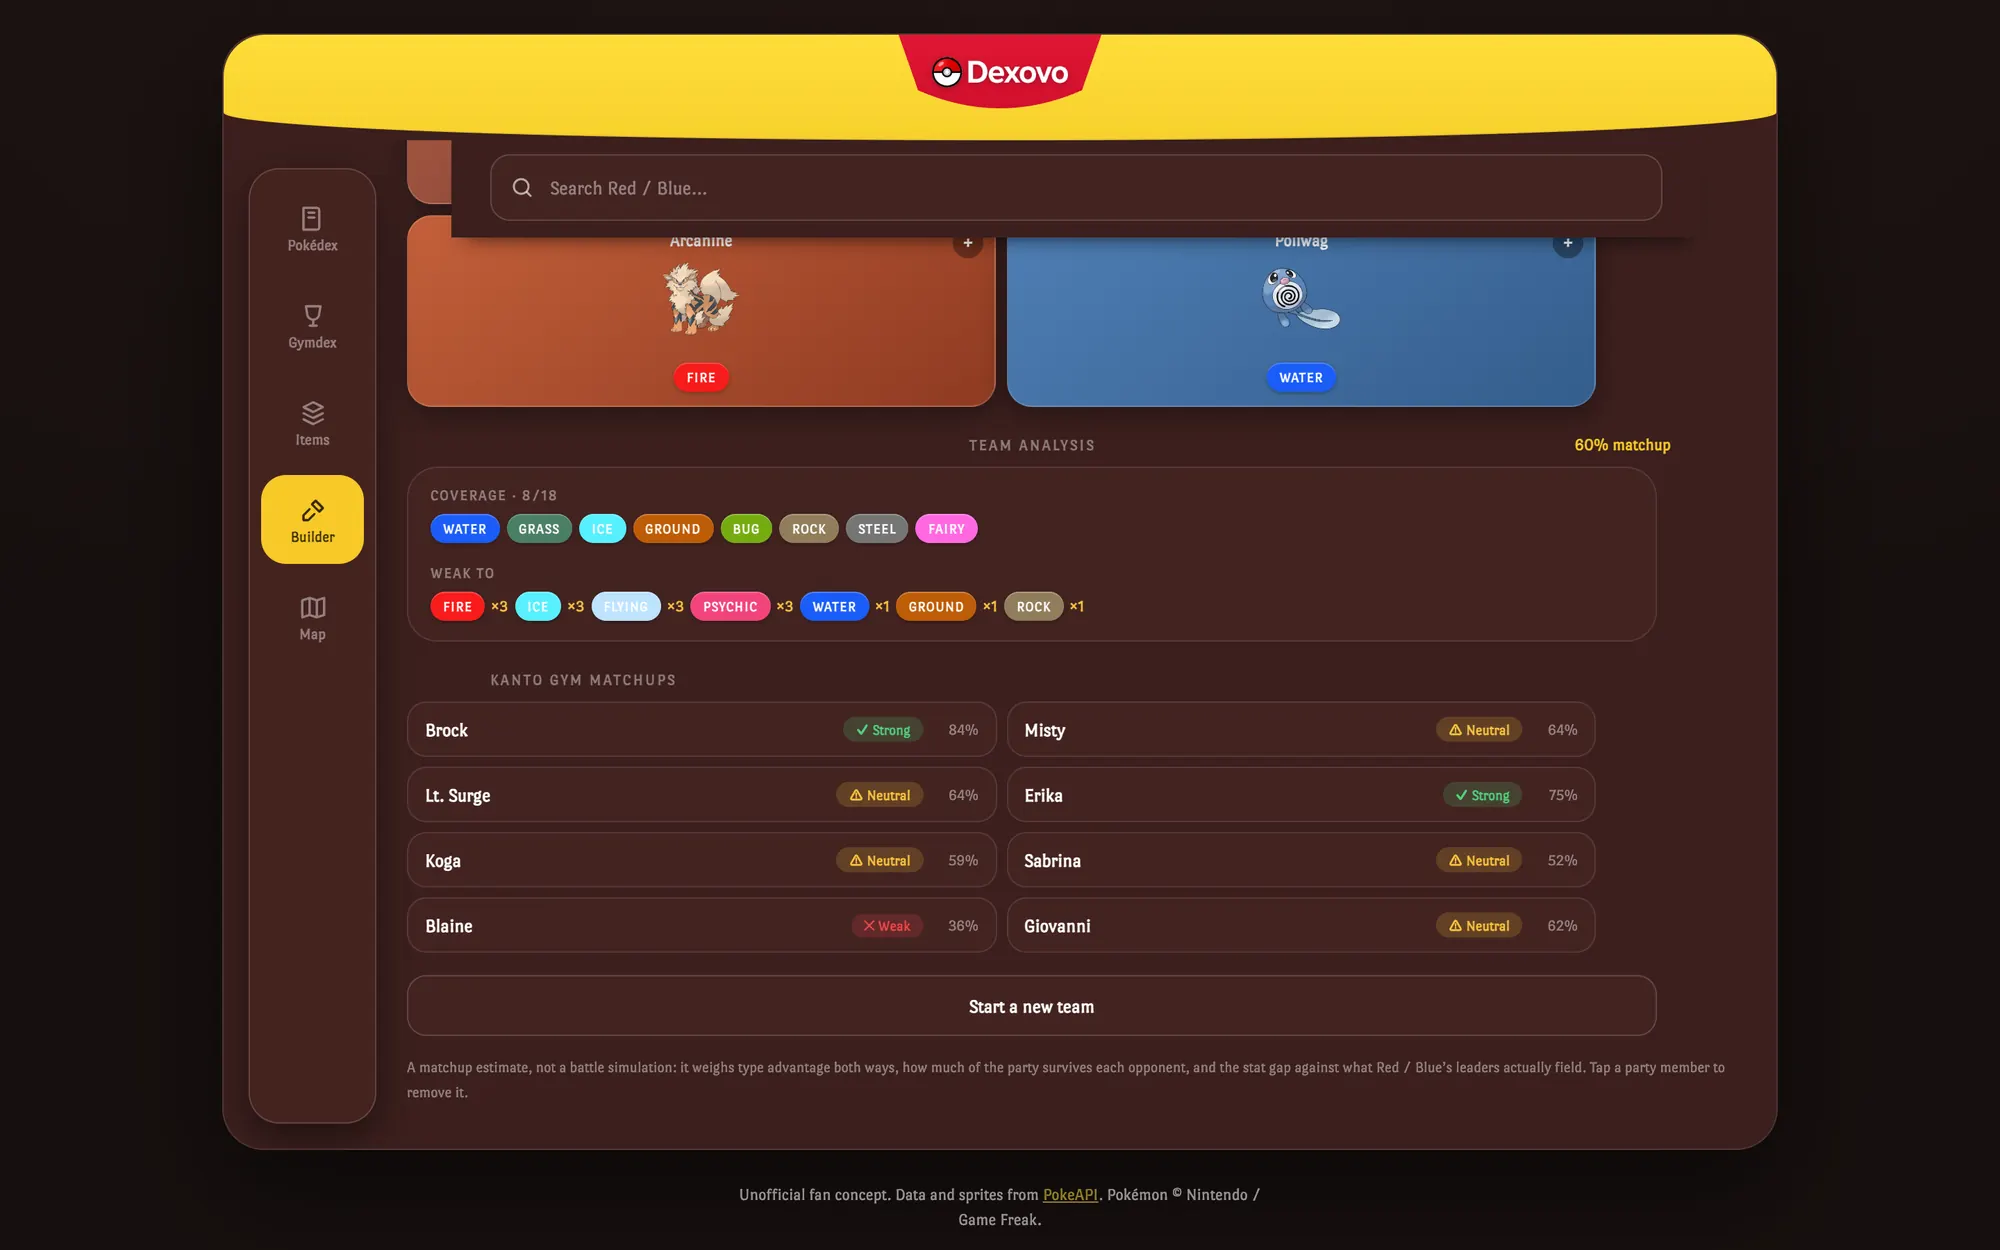 Dexovo
Search Red / Blue...
Pokédex
Gymdex
Items
Builder
Map
Arcanine
+
FIRE
Poliwag
+
WATER
TEAM ANALYSIS
60% matchup
COVERAGE · 8/18
WATER GRASS ICE GROUND BUG ROCK STEEL FAIRY
WEAK TO
FIRE ×3 ICE ×3 FLYING ×3 PSYCHIC ×3 WATER ×1 GROUND ×1 ROCK ×1
KANTO GYM MATCHUPS
Brock Strong 84%
Misty Neutral 64%
Lt. Surge Neutral 64%
Erika Strong 75%
Koga Neutral 59%
Sabrina Neutral 52%
Blaine Weak 36%
Giovanni Neutral 62%
Start a new team
A matchup estimate, not a battle simulation: it weighs type advantage both ways, how much of the party survives each opponent, and the stat gap against what Red / Blue's leaders actually field. Tap a party member to
remove it.
Unofficial fan concept. Data and sprites from PokeAPI. Pokémon © Nintendo /
Game Freak.